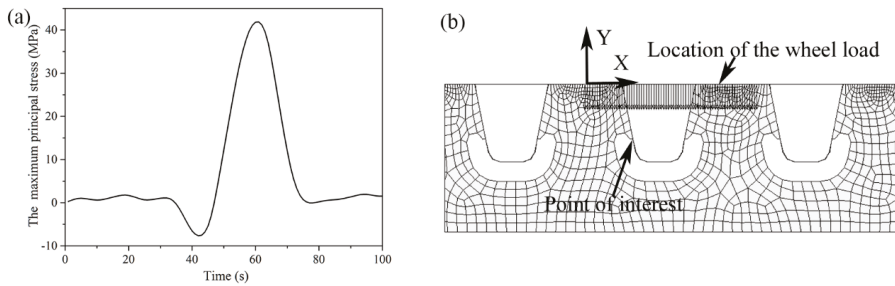 (a)
The maximum principal stress (MPa)
40
30
20
10
0
-10
0 20 40 60 80 100
Time (s)
(b)
Y
X
Location of the wheel load
Point of interest